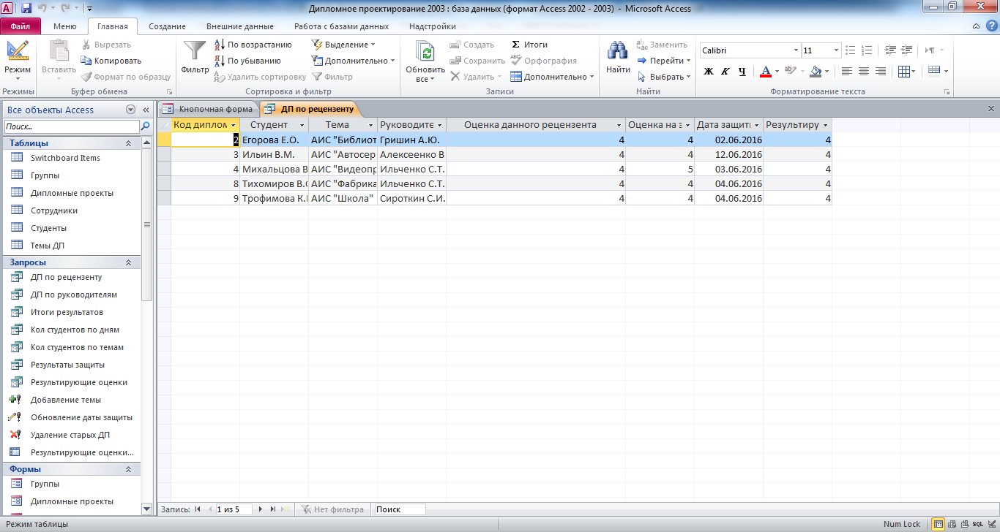 Дипломное проектирование 2003 : база данных (формат Access 2002 - 2003) - Microsoft Access
Файл Меню Главная Создание Внешние данные Работа с базами данных Надстройки
Режим
Режимы
Вставить
Вырезать
Копировать
Формат по образцу
Буфер обмена
Фильтр
По возрастанию
По убыванию
Удалить сортировку
Выделение
Дополнительно
Фильтр
Сортировка и фильтр
Обновить
все
Создать
Сохранить
Удалить
Σ Итоги
Орфография
Дополнительно
Записи
Найти
Заменить
Перейти
Выбрать
Найти
Calibri 11
Ж К Ч А
Форматирование текста
Все объекты Access
Поиск...
Таблицы
Switchboard Items
Группы
Дипломные проекты
Сотрудники
Студенты
Темы ДП
Запросы
ДП по рецензенту
ДП по руководителям
Итоги результатов
Кол студентов по дням
Кол студентов по темам
Результаты защиты
Результирующие оценки
Добавление темы
Обновление даты защиты
Удаление старых ДП
Результирующие оценки...
Формы
Группы
Дипломные проекты
Кнопочная форма ДП по рецензенту
Код диплом Студент Тема Руководите Оценка данного рецензента Оценка на з Дата защить Результиру
2 Егорова Е.О. АИС "Библиот Гришин А.Ю. 4 4 02.06.2016 4
3 Ильин В.М. АИС "Автосер Алексеенко В 4 4 12.06.2016 4
4 Михальцова В АИС "Видеопр Ильченко С.Т. 4 5 03.06.2016 4
8 Тихомиров В.С АИС "Фабрика Ильченко С.Т. 4 4 04.06.2016 4
9 Трофимова К. АИС "Школа" Сироткин С.И. 4 4 04.06.2016 4
Запись: 1 из 5 Нет фильтра Поиск
Режим таблицы Num Lock SQL